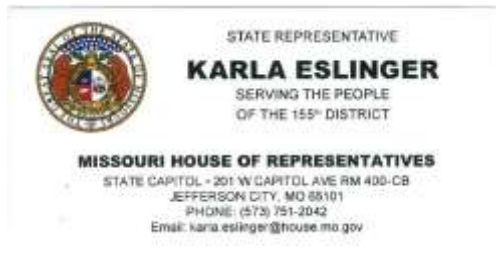 STATE REPRESENTATIVE
KARLA ESLINGER
SERVING THE PEOPLE
OF THE 155th DISTRICT
MISSOURI HOUSE OF REPRESENTATIVES
STATE CAPITOL - 201 W CAPITOL AVE RM 400-CB
JEFFERSON CITY, MO 65101
PHONE: (573) 751-2042
Email: karla.eslinger@house.mo.gov